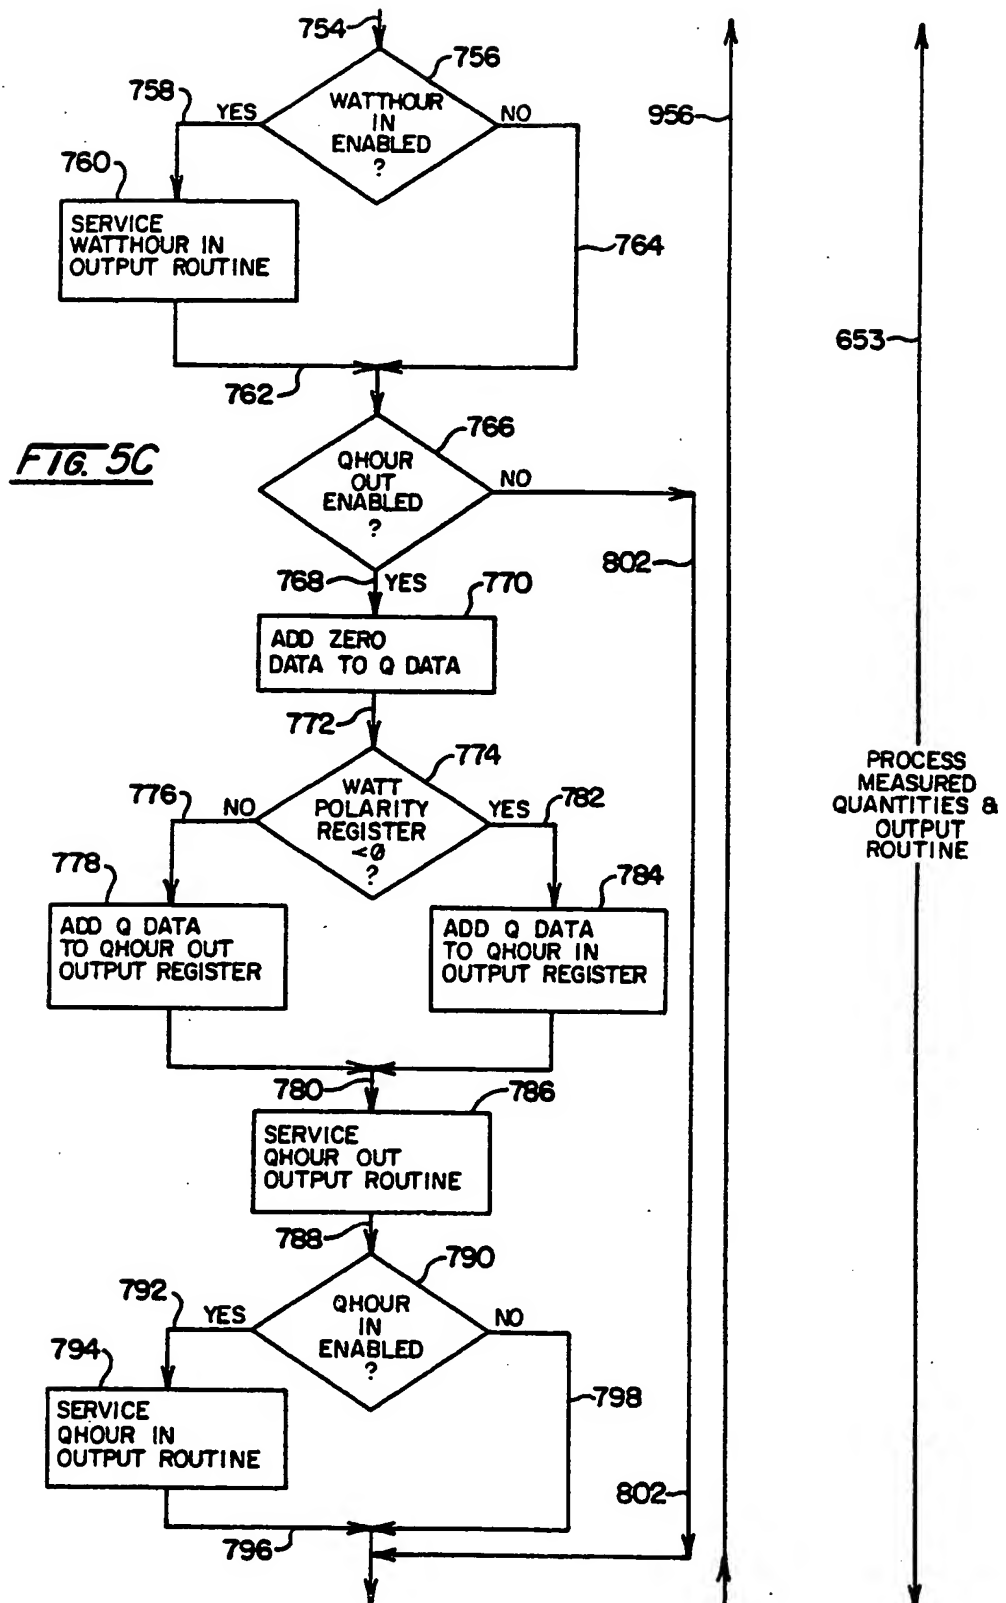 754
756
758
YES
WATTHOUR
IN
ENABLED
?
NO
956
760
SERVICE
WATTHOUR IN
OUTPUT ROUTINE
764
653
762
FIG. 5C
766
QHOUR
OUT
ENABLED
?
NO
802
768
YES
770
ADD ZERO
DATA TO Q DATA
772
774
776
NO
WATT
POLARITY
REGISTER
<0
?
YES
782
PROCESS
MEASURED
QUANTITIES &
OUTPUT
ROUTINE
778
784
ADD Q DATA
TO QHOUR OUT
OUTPUT REGISTER
ADD Q DATA
TO QHOUR IN
OUTPUT REGISTER
780
786
SERVICE
QHOUR OUT
OUTPUT ROUTINE
788
790
792
YES
QHOUR
IN
ENABLED
?
NO
794
SERVICE
QHOUR IN
OUTPUT ROUTINE
798
802
796